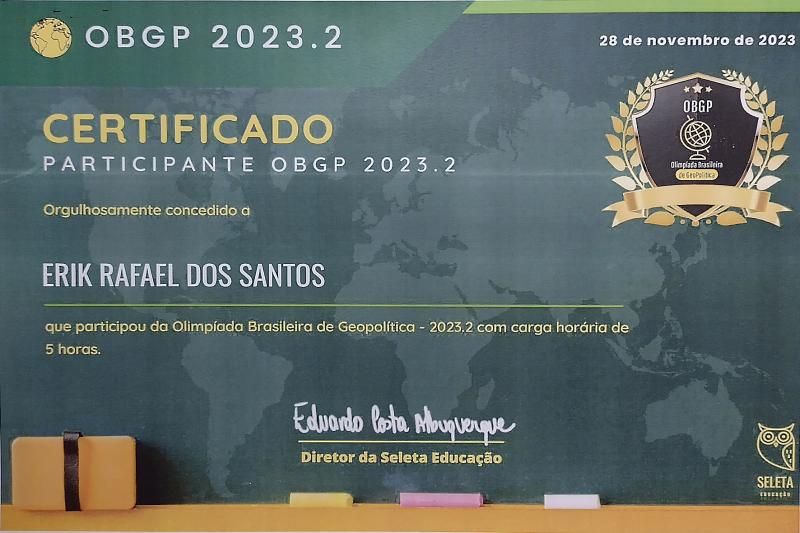 OBGP 2023.2
28 de novembro de 2023
CERTIFICADO
PARTICIPANTE OBGP 2023.2
OBGP
Olimpíada Brasileira
de GeoPolítica
Orgulhosamente concedido a
ERIK RAFAEL DOS SANTOS
que participou da Olimpíada Brasileira de Geopolítica - 2023.2 com carga horária de
5 horas.
Eduardo Costa Albuquerque
Diretor da Seleta Educação
SELETA
EDUCAÇÃO